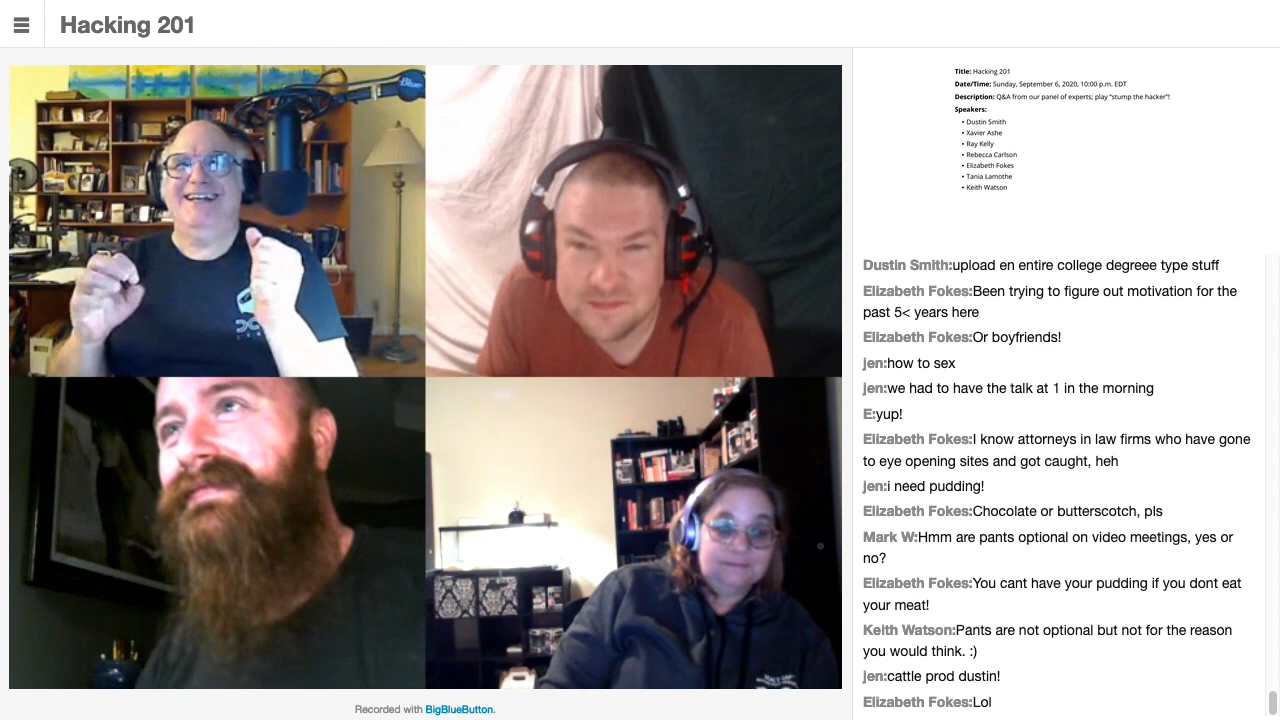 Hacking 201
Title: Hacking 201
Date/Time: Sunday, September 6, 2020, 10:00 p.m. EDT
Description: Q&A from our panel of experts; play "stump the hacker"!
Speakers:
• Dustin Smith
• Xavier Ashe
• Ray Kelly
• Rebecca Carlson
• Elizabeth Fokes
• Tania Lamothe
• Keith Watson
Dustin Smith:upload en entire college degreee type stuff
Elizabeth Fokes:Been trying to figure out motivation for the
past 5< years here
Elizabeth Fokes:Or boyfriends!
jen:how to sex
jen:we had to have the talk at 1 in the morning
E:yup!
Elizabeth Fokes:I know attorneys in law firms who have gone
to eye opening sites and got caught, heh
jen:i need pudding!
Elizabeth Fokes:Chocolate or butterscotch, pls
Mark W:Hmm are pants optional on video meetings, yes or
no?
Elizabeth Fokes:You cant have your pudding if you dont eat
your meat!
Keith Watson:Pants are not optional but not for the reason
you would think. :)
jen:cattle prod dustin!
Elizabeth Fokes:Lol
Blue
Recorded with BigBlueButton.